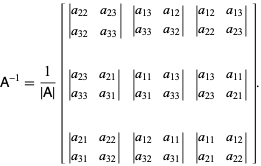 A⁻¹ = 1/|A| [ |a₂₂ a₂₃; a₃₂ a₃₃| |a₁₃ a₁₂; a₃₃ a₃₂| |a₁₂ a₁₃; a₂₂ a₂₃|
|a₂₃ a₂₁; a₃₃ a₃₁| |a₁₁ a₁₃; a₃₁ a₃₃| |a₁₃ a₁₁; a₂₃ a₂₁|
|a₂₁ a₂₂; a₃₁ a₃₂| |a₁₂ a₁₁; a₃₂ a₃₁| |a₁₁ a₁₂; a₂₁ a₂₂| ].